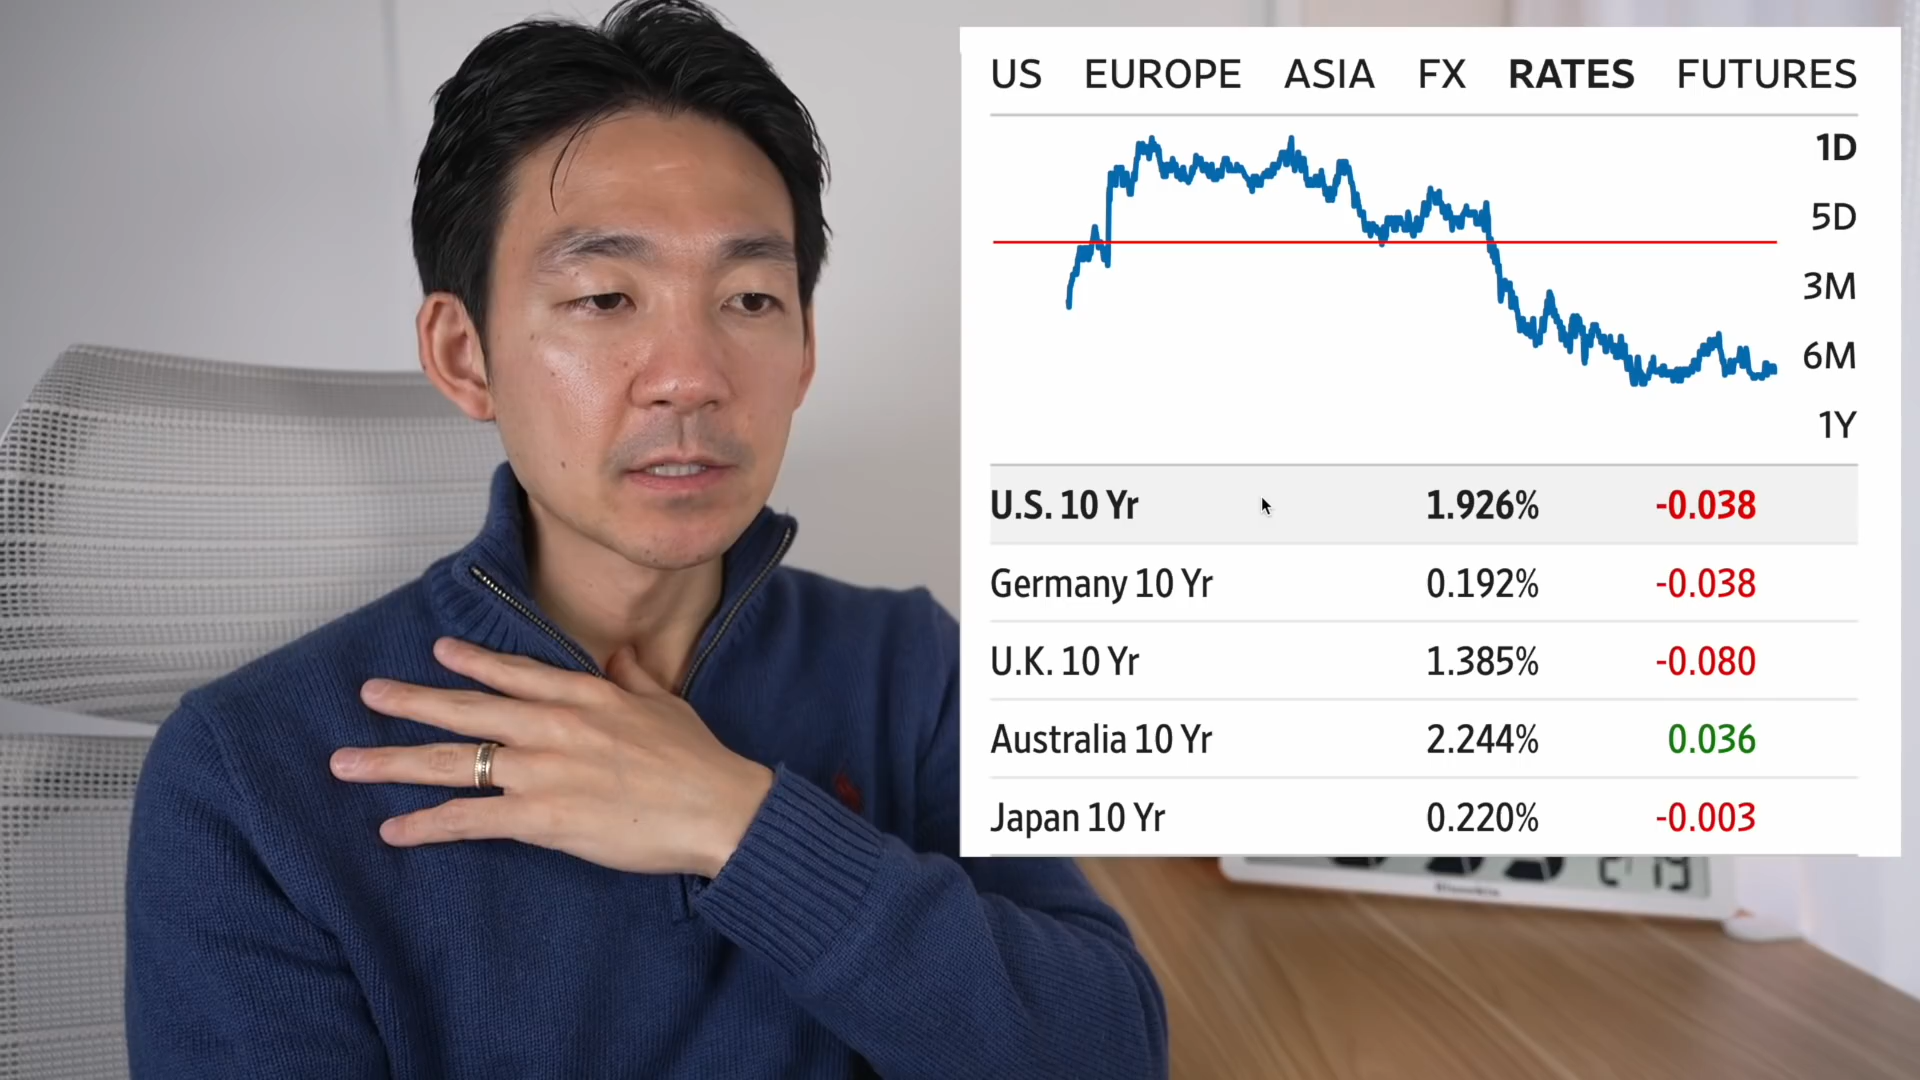 US EUROPE ASIA FX RATES FUTURES
1D
5D
3M
6M
1Y
U.S. 10 Yr 1.926% -0.038
Germany 10 Yr 0.192% -0.038
U.K. 10 Yr 1.385% -0.080
Australia 10 Yr 2.244% 0.036
Japan 10 Yr 0.220% -0.003